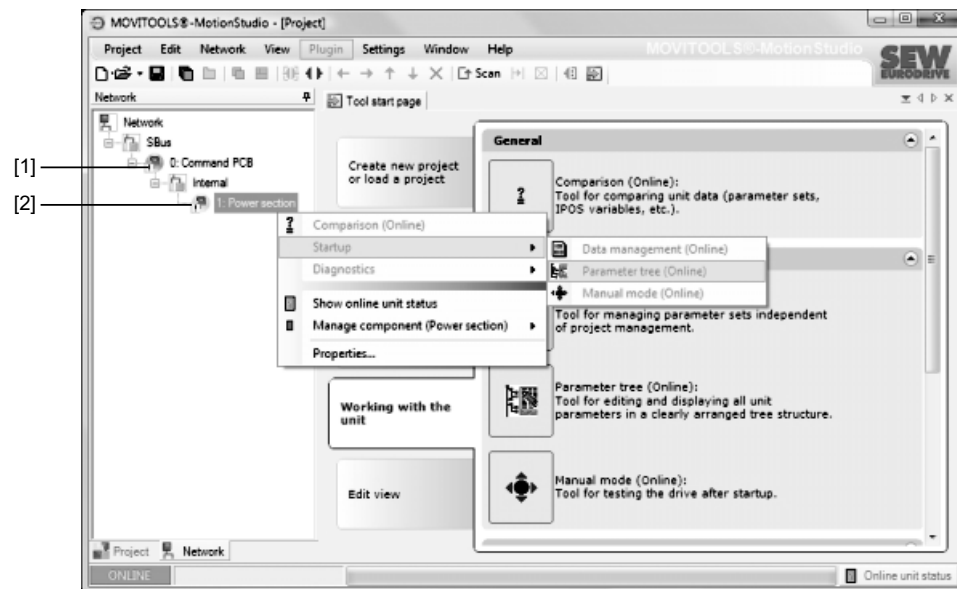 MOVITOOLS®-MotionStudio - [Project]
Project Edit Network View Plugin Settings Window Help
MOVITOOLS®-MotionStudio
SEW
EURODRIVE
Scan
Network
Tool start page
Network
SBus
[1]
0: Command PCB
Internal
[2]
1: Power section
Comparison (Online)
Startup
Diagnostics
Show online unit status
Manage component (Power section)
Properties...
Data management (Online)
Parameter tree (Online)
Manual mode (Online)
Create new project
or load a project
Working with the
unit
Edit view
General
Comparison (Online):
Tool for comparing unit data (parameter sets,
IPOS variables, etc.).
Tool for managing parameter sets independent
of project management.
Parameter tree (Online):
Tool for editing and displaying all unit
parameters in a clearly arranged tree structure.
Manual mode (Online):
Tool for testing the drive after startup.
Project Network
ONLINE
Online unit status